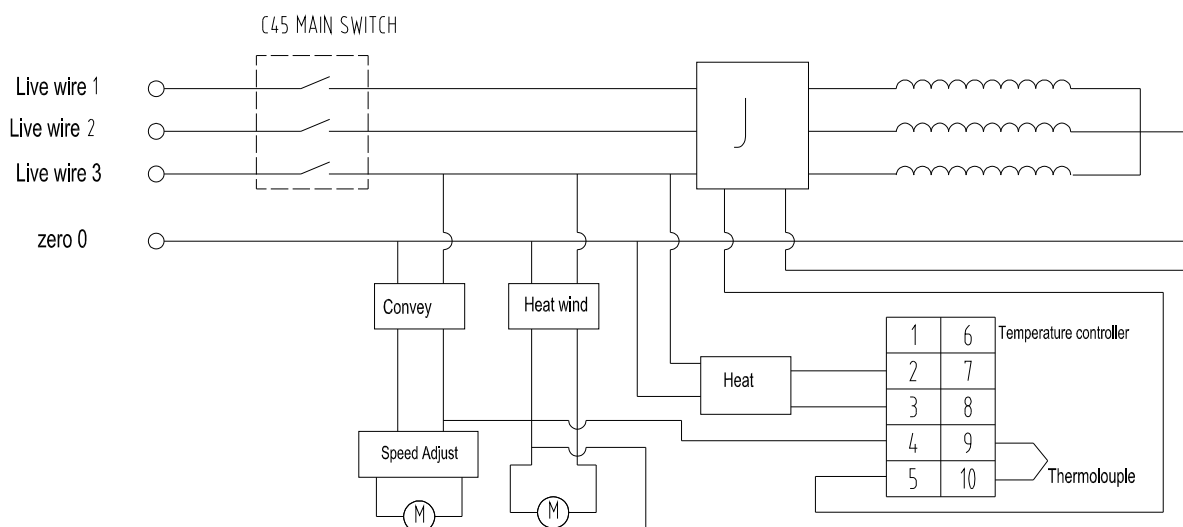 C45 MAIN SWITCH
Live wire 1
Live wire 2
Live wire 3
zero 0
J
Convey
Heat wind
Heat
Speed Adjust
M
M
1 6
2 7
3 8
4 9
5 10
Temperature controller
Thermolouple